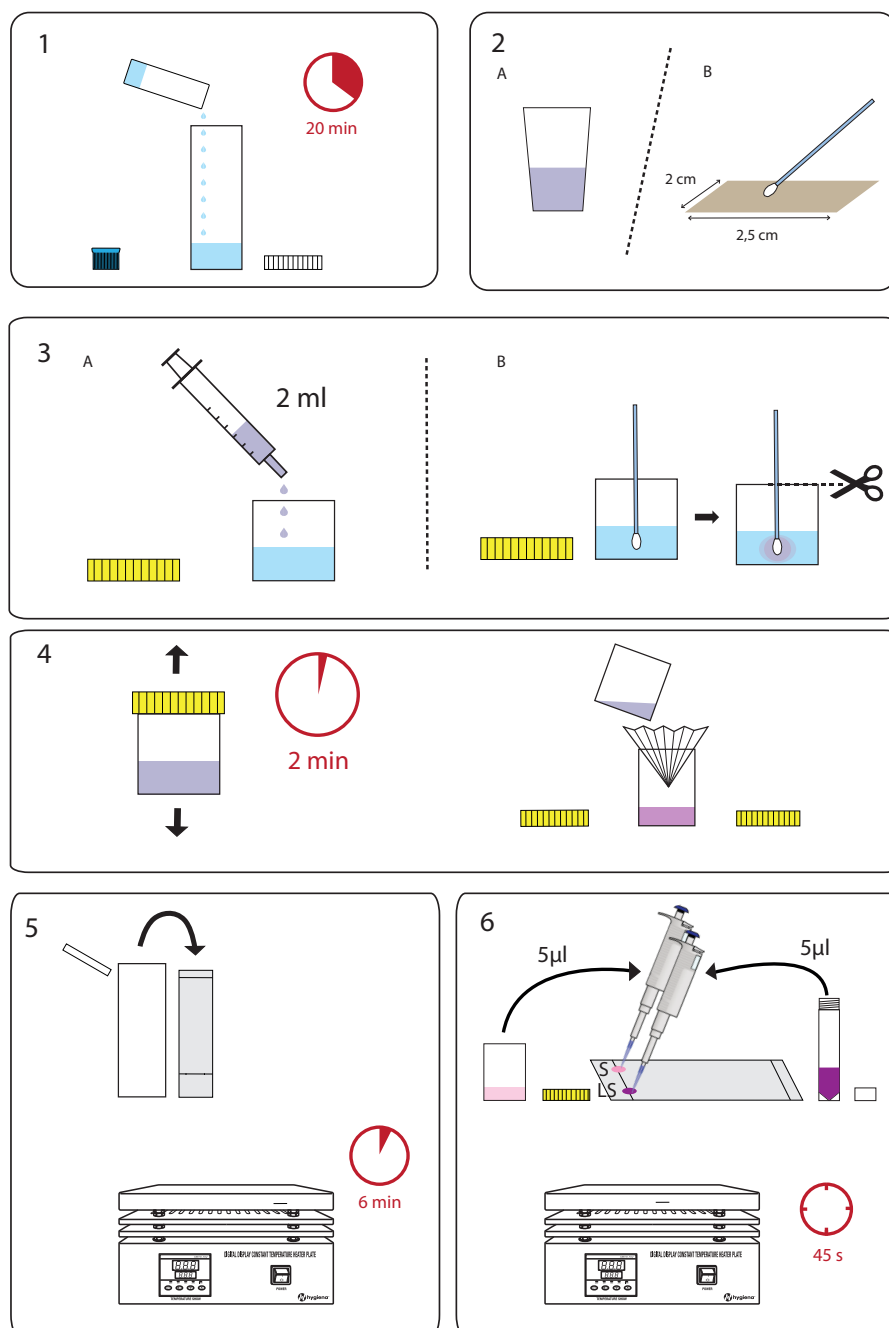 1
20 min
2
A
B
2 cm
2,5 cm
3
A
2 ml
B
4
2 min
5
6 min
DIGITAL DISPLAY CONSTANT TEMPERATURE HEATER PLATE
POWER
hygiena
6
5µl
5µl
S
LS
45 s
DIGITAL DISPLAY CONSTANT TEMPERATURE HEATER PLATE
POWER
hygiena